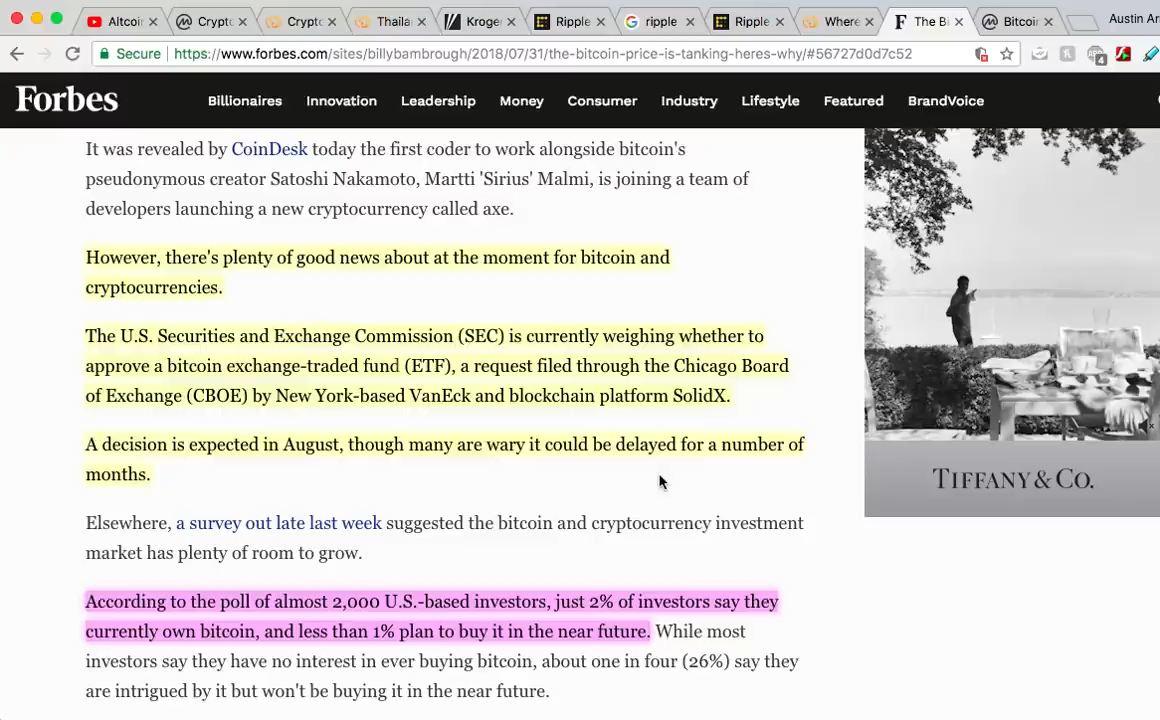 Altcoi
Crypto
Crypto
Thaila
Kroge
Ripple
ripple
Ripple
Where
The Bi
Bitcoi
Austin Ar
Secure
https://www.forbes.com/sites/billybambrough/2018/07/31/the-bitcoin-price-is-tanking-heres-why/#56727d0d7c52
4
Forbes
Billionaires
Innovation
Leadership
Money
Consumer
Industry
Lifestyle
Featured
BrandVoice
It was revealed by CoinDesk today the first coder to work alongside bitcoin's
pseudonymous creator Satoshi Nakamoto, Martti 'Sirius' Malmi, is joining a team of
developers launching a new cryptocurrency called axe.
However, there's plenty of good news about at the moment for bitcoin and
cryptocurrencies.
The U.S. Securities and Exchange Commission (SEC) is currently weighing whether to
approve a bitcoin exchange-traded fund (ETF), a request filed through the Chicago Board
of Exchange (CBOE) by New York-based VanEck and blockchain platform SolidX.
A decision is expected in August, though many are wary it could be delayed for a number of
months.
Elsewhere, a survey out late last week suggested the bitcoin and cryptocurrency investment
market has plenty of room to grow.
According to the poll of almost 2,000 U.S.-based investors, just 2% of investors say they
currently own bitcoin, and less than 1% plan to buy it in the near future. While most
investors say they have no interest in ever buying bitcoin, about one in four (26%) say they
are intrigued by it but won't be buying it in the near future.
TIFFANY & CO.